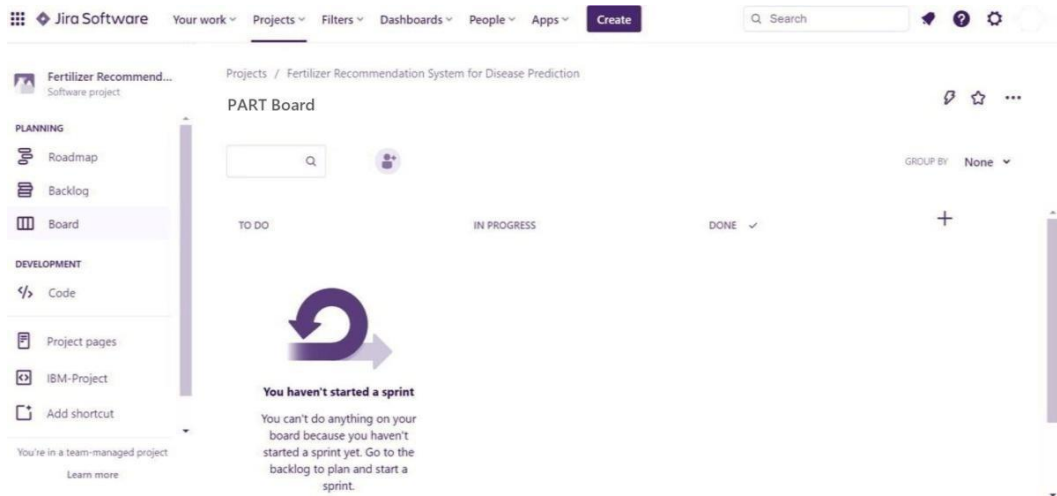 Jira Software Your work Projects Filters Dashboards People Apps Create Search
Fertilizer Recommend...
Software project
Projects / Fertilizer Recommendation System for Disease Prediction
PART Board
PLANNING
Roadmap
Backlog
Board
DEVELOPMENT
Code
Project pages
IBM-Project
Add shortcut
You're in a team-managed project
Learn more
GROUP BY None
TO DO IN PROGRESS DONE
You haven't started a sprint
You can't do anything on your
board because you haven't
started a sprint yet. Go to the
backlog to plan and start a
sprint.